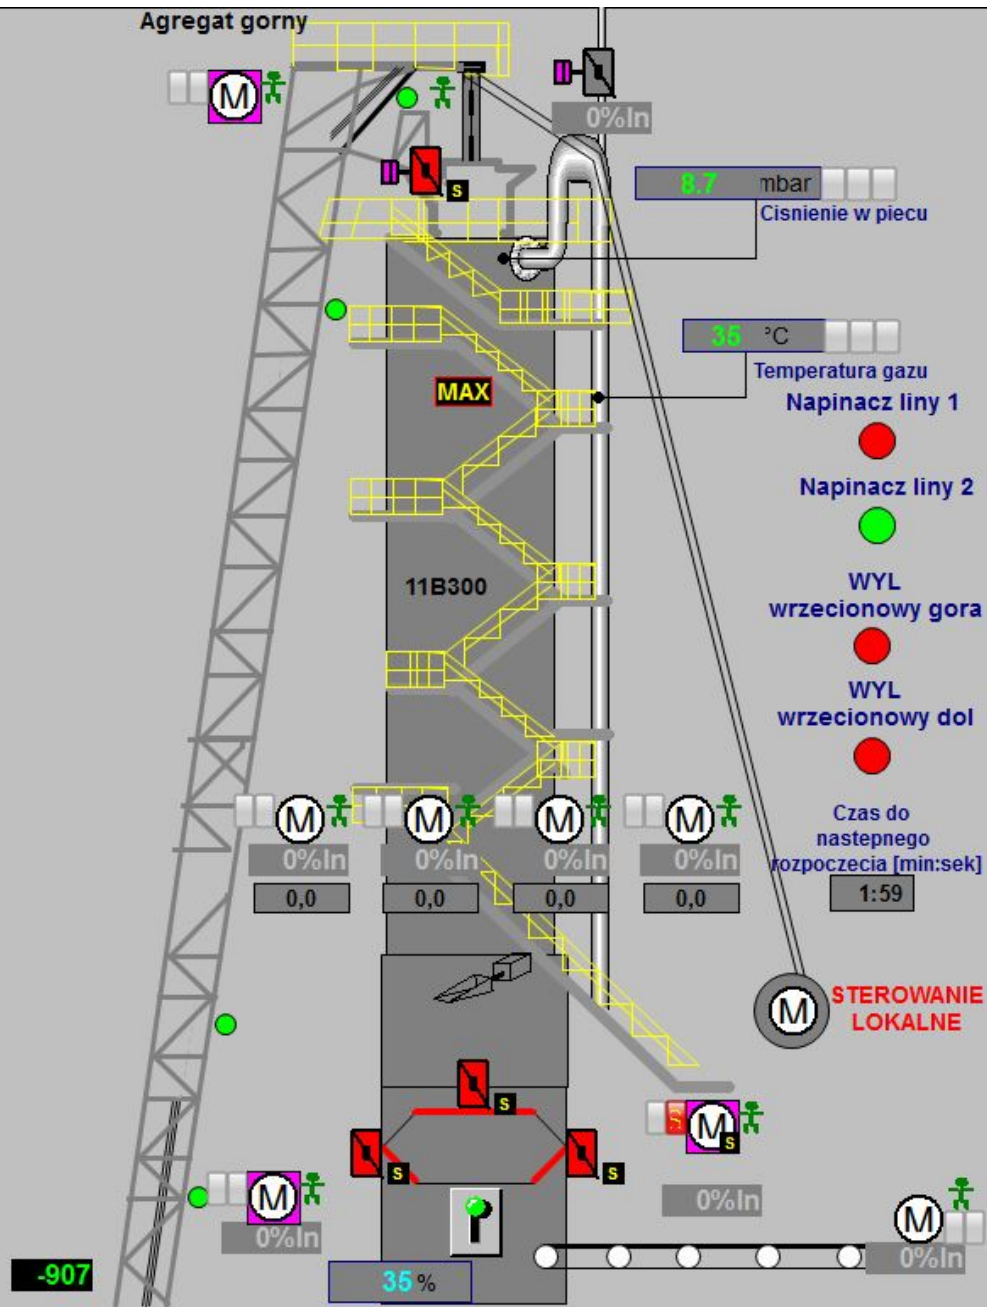 Agregat gorny
M
0%In
S
8.7 mbar
Cisnienie w piecu
35 °C
Temperatura gazu
MAX
Napinacz liny 1
Napinacz liny 2
11B300
WYL
wrzecionowy gora
WYL
wrzecionowy dol
M M M M
0%In 0%In 0%In 0%In
0,0 0,0 0,0 0,0
Czas do
nastepnego
rozpoczecia [min:sek]
1:59
M
STEROWANIE
LOKALNE
S
M S
S S
M
0%In
0%In
M
0%In
-907
35 %